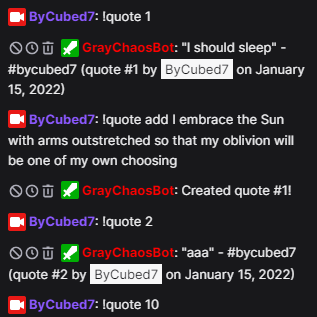 ByCubed7: !quote 1
GrayChaosBot: "I should sleep" -
#bycubed7 (quote #1 by ByCubed7 on January
15, 2022)
ByCubed7: !quote add I embrace the Sun
with arms outstretched so that my oblivion will
be one of my own choosing
GrayChaosBot: Created quote #1!
ByCubed7: !quote 2
GrayChaosBot: "aaa" - #bycubed7
(quote #2 by ByCubed7 on January 15, 2022)
ByCubed7: !quote 10